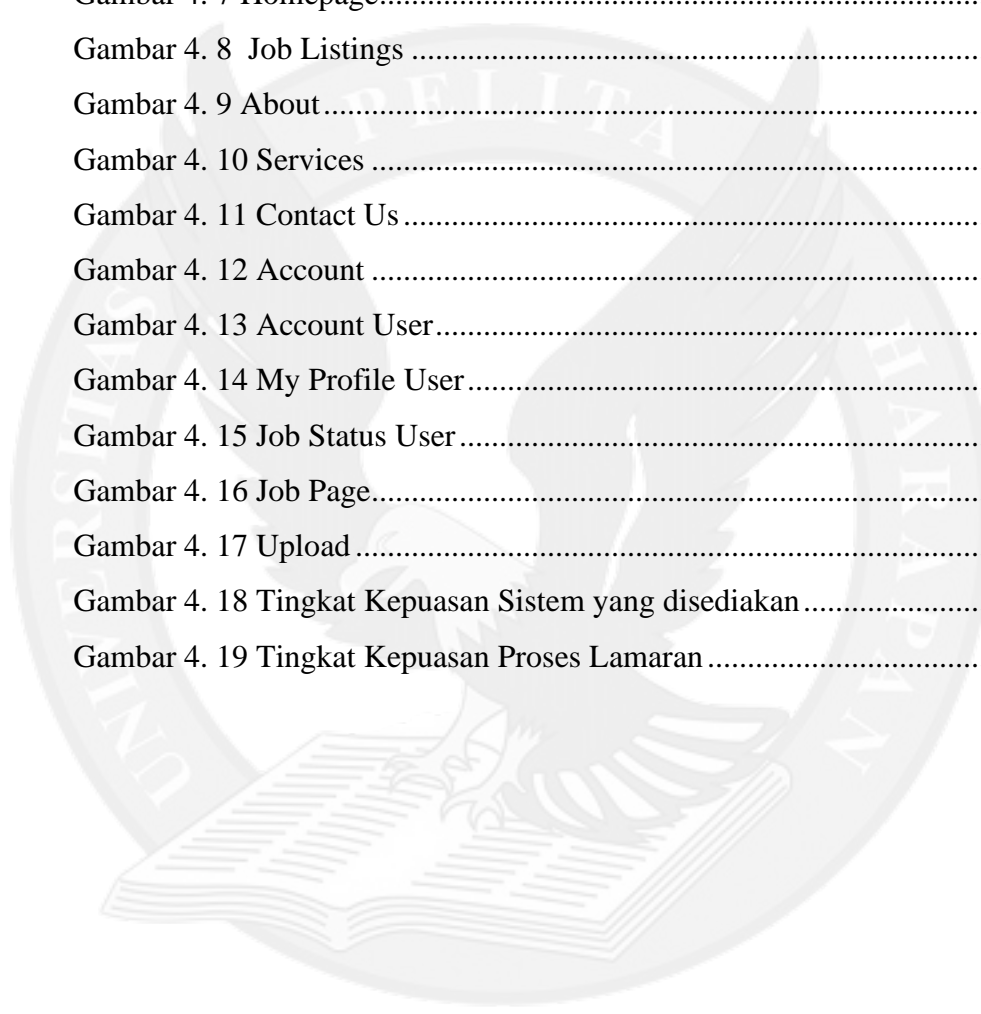 Gambar 4. 7 Homepage............................................................................
Gambar 4. 8  Job Listings ........................................................................
Gambar 4. 9 About...................................................................................
Gambar 4. 10 Services .............................................................................
Gambar 4. 11 Contact Us .........................................................................
Gambar 4. 12 Account .............................................................................
Gambar 4. 13 Account User.....................................................................
Gambar 4. 14 My Profile User .................................................................
Gambar 4. 15 Job Status User ..................................................................
Gambar 4. 16 Job Page.............................................................................
Gambar 4. 17 Upload ...............................................................................
Gambar 4. 18 Tingkat Kepuasan Sistem yang disediakan ......................
Gambar 4. 19 Tingkat Kepuasan Proses Lamaran ..................................
UNIVERSITAS PELITA HARAPAN